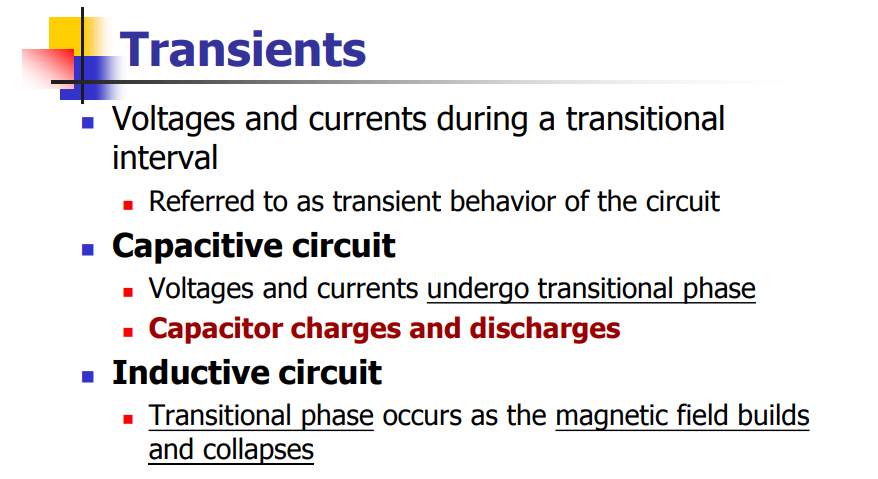 Transients
Voltages and currents during a transitional
interval
Referred to as transient behavior of the circuit
Capacitive circuit
Voltages and currents undergo transitional phase
Capacitor charges and discharges
Inductive circuit
Transitional phase occurs as the magnetic field builds
and collapses